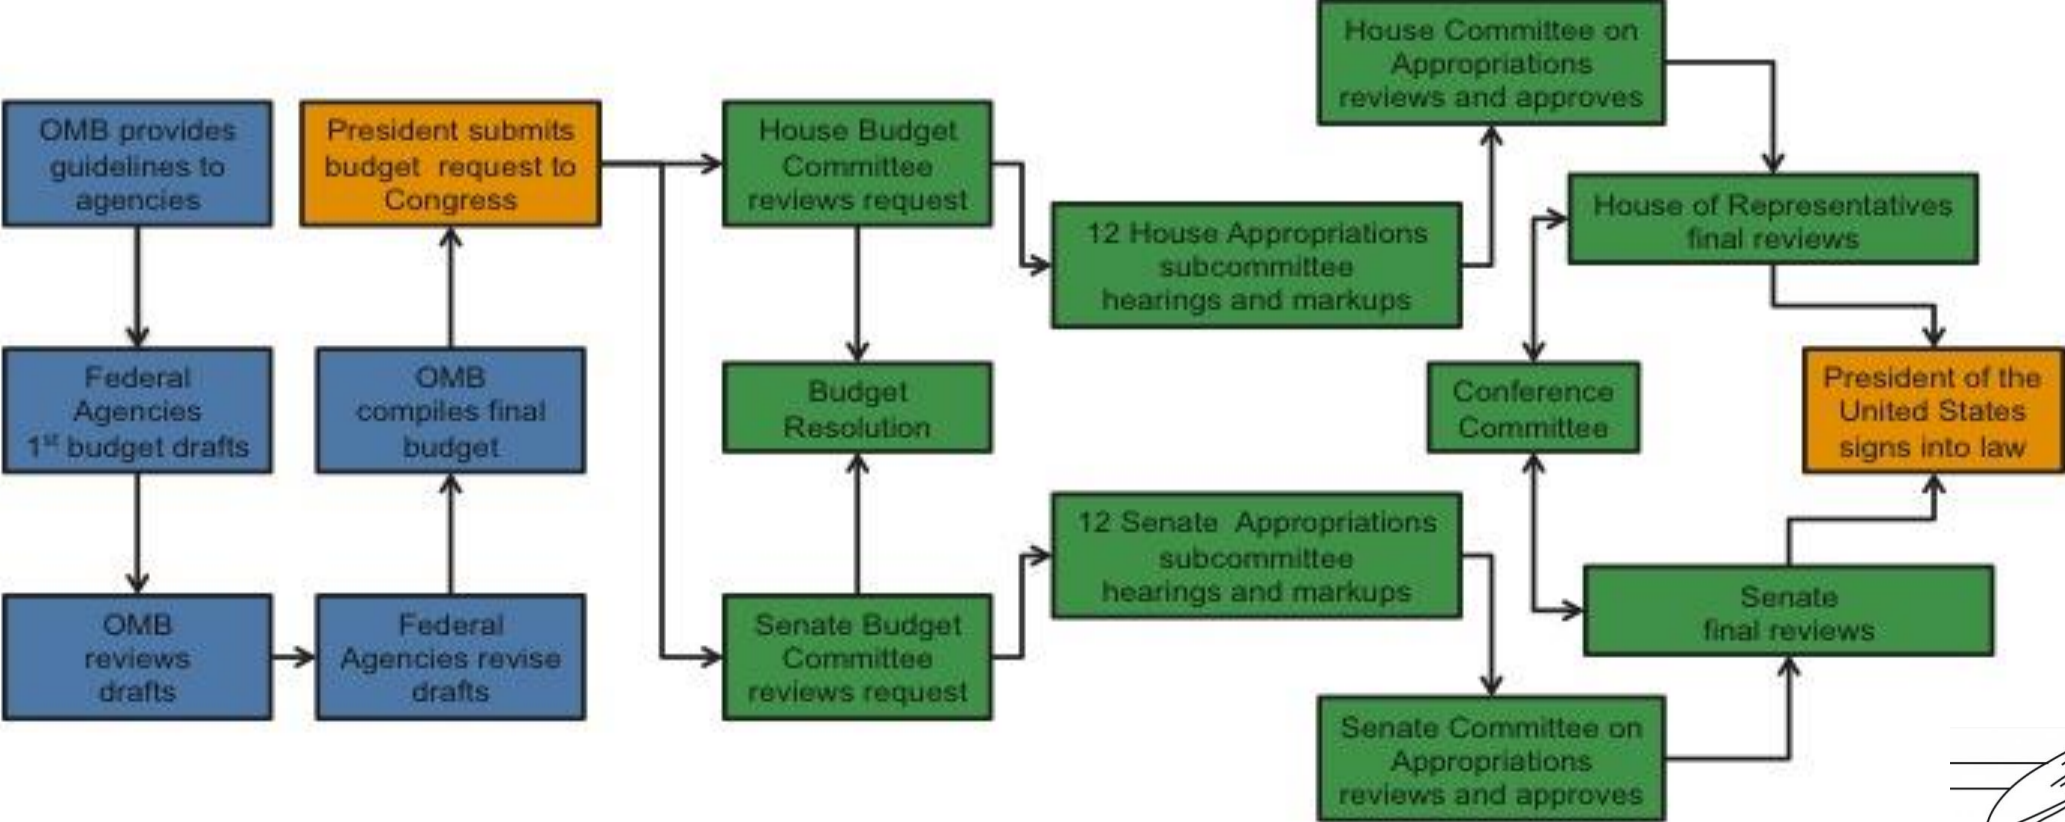 OMB provides
guidelines to
agencies
Federal
Agencies
1st budget drafts
OMB
reviews
drafts
Federal
Agencies revise
drafts
OMB
compiles final
budget
President submits
budget request to
Congress
House Budget
Committee
reviews request
Budget
Resolution
Senate Budget
Committee
reviews request
12 House Appropriations
subcommittee
hearings and markups
12 Senate Appropriations
subcommittee
hearings and markups
House Committee on
Appropriations
reviews and approves
Senate Committee on
Appropriations
reviews and approves
House of Representatives
final reviews
Conference
Committee
Senate
final reviews
President of the
United States
signs into law